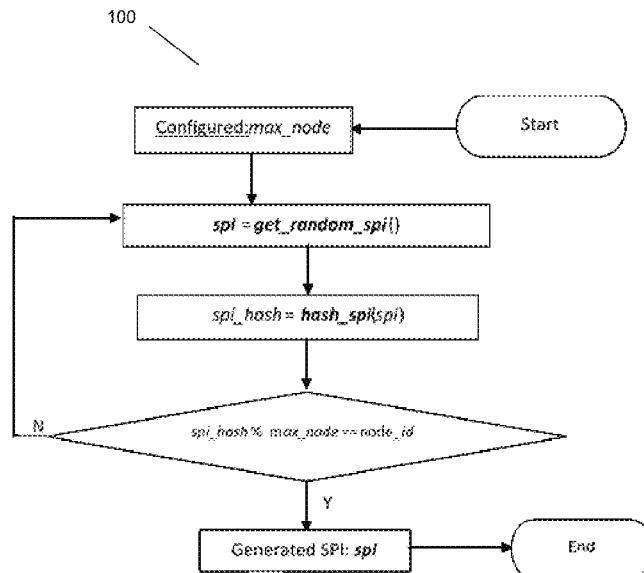 100
Configured:max_node
Start
spi = get_random_spi()
spi_hash = hash_spi(spi)
spi_hash % max_node == node_id
N
Y
Generated SPI: spi
End